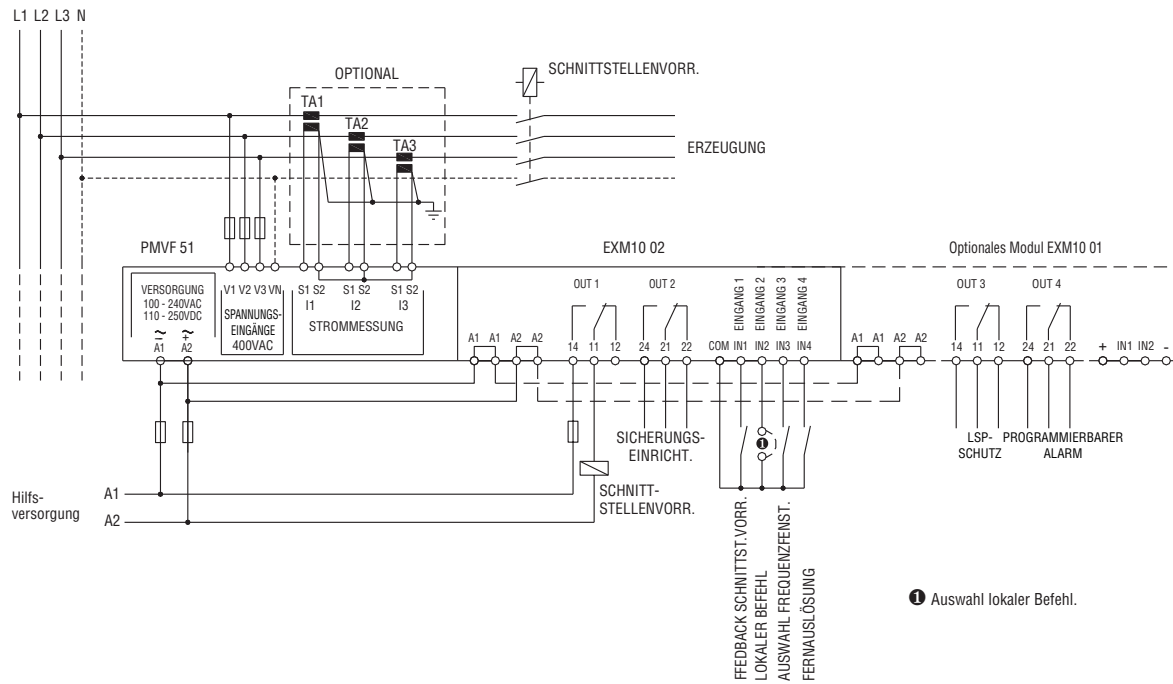 L1 L2 L3 N
OPTIONAL
SCHNITTSTELLENVORR.
TA1
TA2
TA3
ERZEUGUNG
PMVF 51
EXM10 02
Optionales Modul EXM10 01
VERSORGUNG
100 - 240VAC
110 - 250VDC
~ ~
− +
A1 A2
V1 V2 V3 VN
SPANNUNGS-
EINGÄNGE
400VAC
S1 S2 S1 S2 S1 S2
I1 I2 I3
STROMMESSUNG
A1 A1 A2 A2
OUT 1
14 11 12
OUT 2
24 21 22
EINGANG 1
EINGANG 2
EINGANG 3
EINGANG 4
COM IN1 IN2 IN3 IN4
A1 A1 A2 A2
OUT 3
14 11 12
OUT 4
24 21 22
+ IN1 IN2 -
SICHERUNGS-
EINRICHT.
❶
LSP-
SCHUTZ
PROGRAMMIERBARER
ALARM
SCHNITT-
STELLENVORR.
Hilfs-
versorgung
A1
A2
FFEDBACK SCHNITTST.VORR.
LOKALER BEFEHL
AUSWAHL FREQUENZFENST.
FERNAUSLÖSUNG
❶ Auswahl lokaler Befehl.